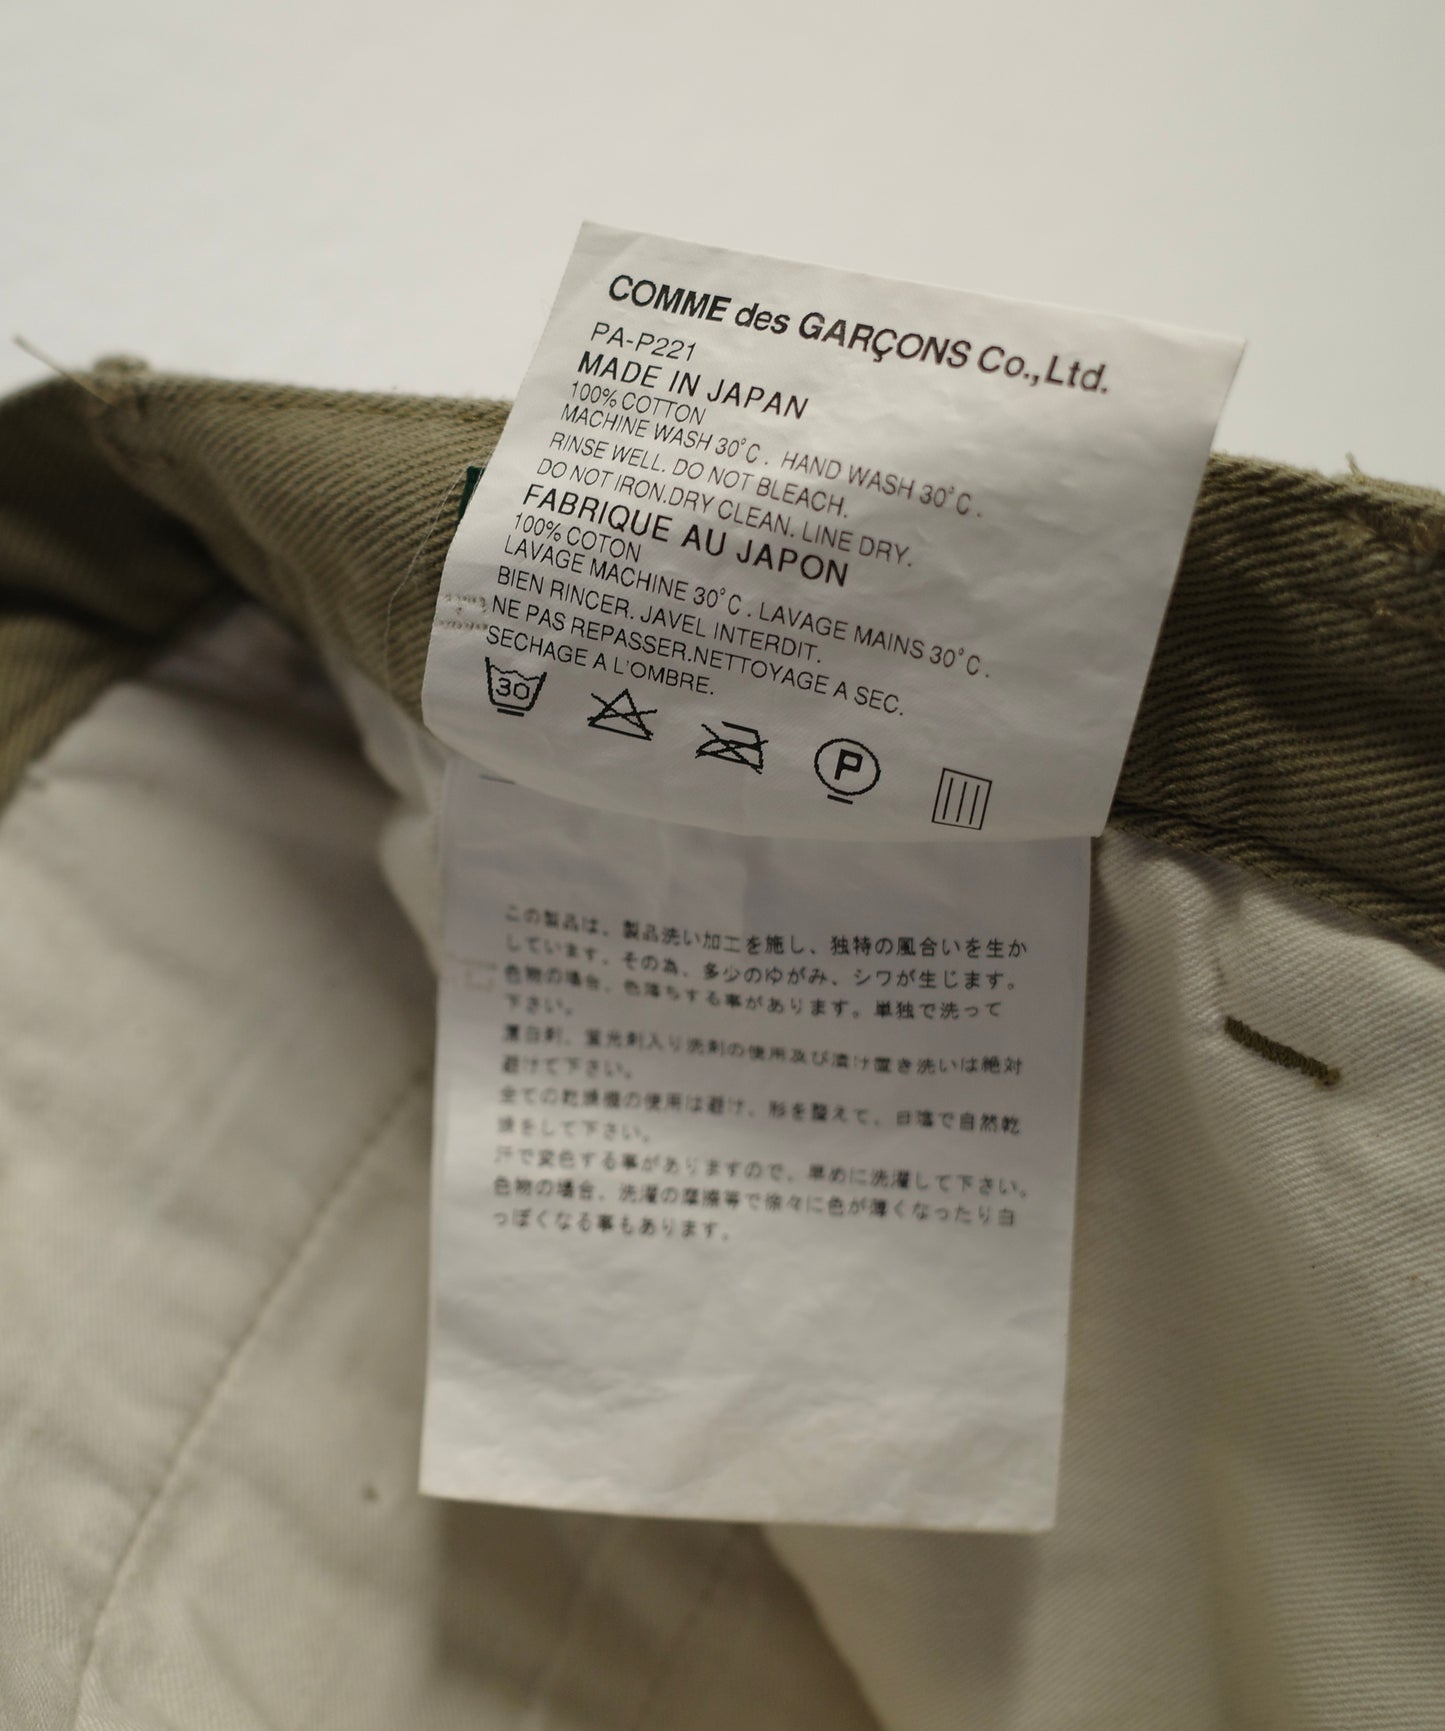 COMME des GARÇONS Co., Ltd.
PA-P221
MADE IN JAPAN
100% COTTON
MACHINE WASH 30°C . HAND WASH 30°C .
RINSE WELL. DO NOT BLEACH.
DO NOT IRON.DRY CLEAN. LINE DRY.
FABRIQUE AU JAPON
100% COTON
LAVAGE MACHINE 30°C . LAVAGE MAINS 30°C .
BIEN RINCER. JAVEL INTERDIT.
NE PAS REPASSER.NETTOYAGE A SEC.
SECHAGE A L'OMBRE.
30
P
この製品は、製品洗い加工を施し、独特の風合いを生か
しています。その為、多少のゆがみ、シワが生じます。
色物の場合、色落ちする事があります。単独で洗って
下さい。
漂白剤、蛍光剤入り洗剤の使用及び漬け置き洗いは絶対
避けて下さい。
全ての乾燥機の使用は避け、形を整えて、日陰で自然乾
燥をして下さい。
汗で変色する事がありますので、早めに洗濯して下さい。
色物の場合、洗濯の摩擦等で徐々に色が薄くなったり白
っぽくなる事もあります。